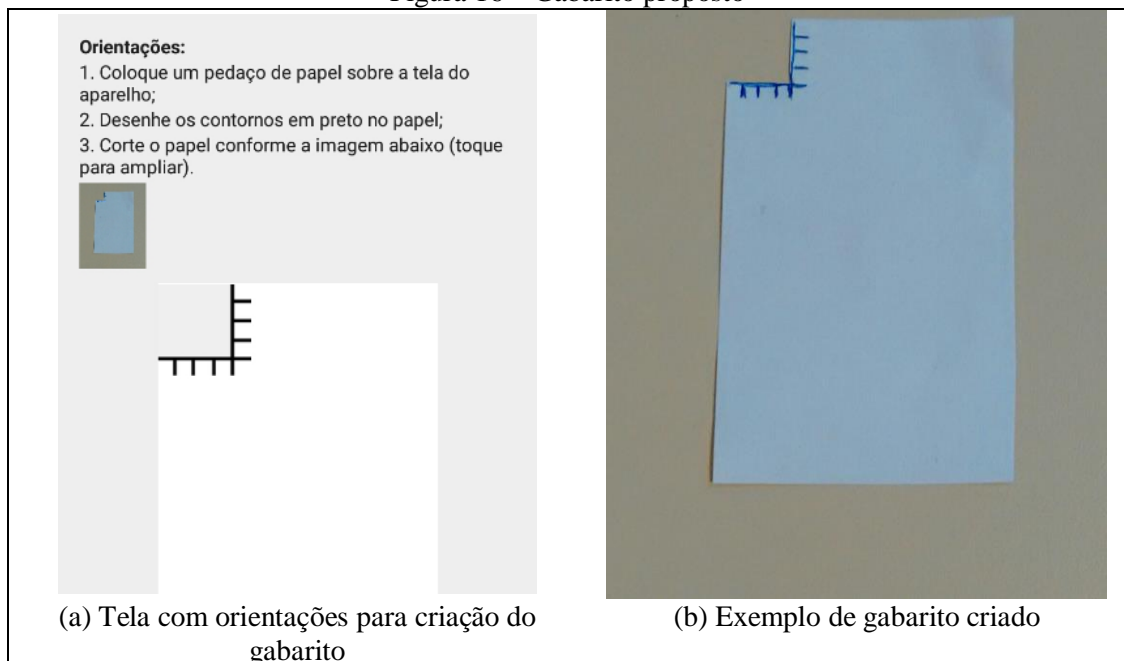 Figura 16 – Gabarito proposto
Orientações:
1. Coloque um pedaço de papel sobre a tela do
aparelho;
2. Desenhe os contornos em preto no papel;
3. Corte o papel conforme a imagem abaixo (toque
para ampliar).
(a) Tela com orientações para criação do
gabarito
(b) Exemplo de gabarito criado